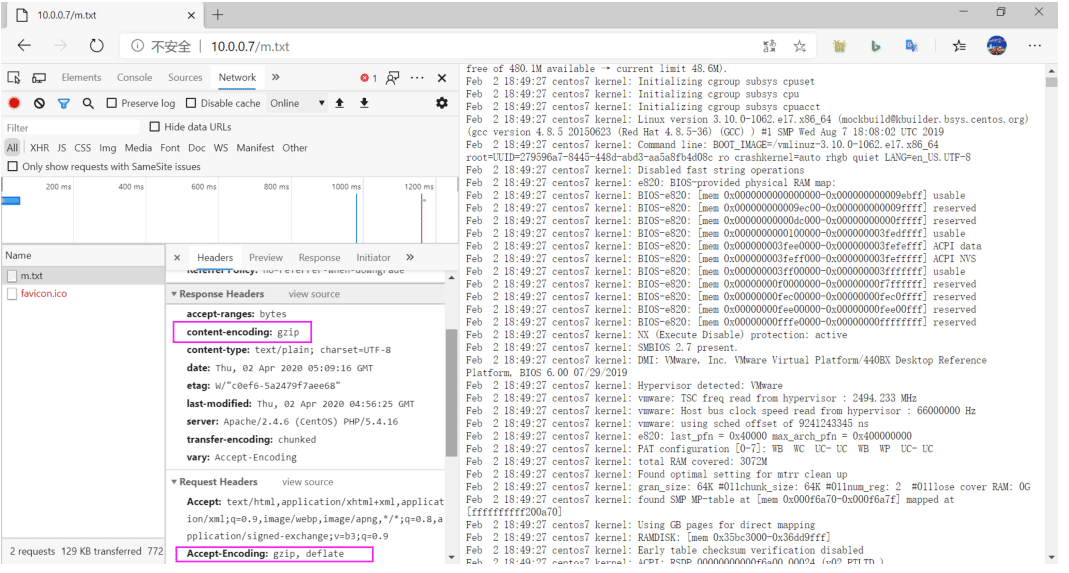 10.0.0.7/m.txt
不安全 | 10.0.0.7/m.txt
Elements Console Sources Network 1
Preserve log Disable cache Online
Filter Hide data URLs
All XHR JS CSS Img Media Font Doc WS Manifest Other
Only show requests with SameSite issues
200 ms 400 ms 600 ms 800 ms 1000 ms 1200 ms
Name
m.txt
favicon.ico
2 requests 129 KB transferred 772
Headers Preview Response Initiator
Referrer Policy: no-referrer-when-downgrade
Response Headers view source
accept-ranges: bytes
content-encoding: gzip
content-type: text/plain; charset=UTF-8
date: Thu, 02 Apr 2020 05:09:16 GMT
etag: W/"c0ef6-5a2479f7aee68"
last-modified: Thu, 02 Apr 2020 04:56:25 GMT
server: Apache/2.4.6 (CentOS) PHP/5.4.16
transfer-encoding: chunked
vary: Accept-Encoding
Request Headers view source
Accept: text/html,application/xhtml+xml,applicat
ion/xml;q=0.9,image/webp,image/apng,*/*;q=0.8,a
pplication/signed-exchange;v=b3;q=0.9
Accept-Encoding: gzip, deflate
free of 480.1M available → current limit 48.6M).
Feb 2 18:49:27 centos7 kernel: Initializing cgroup subsys cpuset
Feb 2 18:49:27 centos7 kernel: Initializing cgroup subsys cpu
Feb 2 18:49:27 centos7 kernel: Initializing cgroup subsys cpuacct
Feb 2 18:49:27 centos7 kernel: Linux version 3.10.0-1062.el7.x86_64 (mockbuild@kbuilder.bsys.centos.org)
(gcc version 4.8.5 20150623 (Red Hat 4.8.5-36) (GCC) ) #1 SMP Wed Aug 7 18:08:02 UTC 2019
Feb 2 18:49:27 centos7 kernel: Command line: BOOT_IMAGE=/vmlinuz-3.10.0-1062.el7.x86_64
root=UUID=279596a7-8445-448d-abd3-aa5a8fb4d08c ro crashkernel=auto rhgb quiet LANG=en_US.UTF-8
Feb 2 18:49:27 centos7 kernel: Disabled fast string operations
Feb 2 18:49:27 centos7 kernel: e820: BIOS-provided physical RAM map:
Feb 2 18:49:27 centos7 kernel: BIOS-e820: [mem 0x0000000000000000-0x000000000009ebff] usable
Feb 2 18:49:27 centos7 kernel: BIOS-e820: [mem 0x000000000009ec00-0x000000000009ffff] reserved
Feb 2 18:49:27 centos7 kernel: BIOS-e820: [mem 0x00000000000dc000-0x00000000000fffff] reserved
Feb 2 18:49:27 centos7 kernel: BIOS-e820: [mem 0x0000000000100000-0x000000003fedffff] usable
Feb 2 18:49:27 centos7 kernel: BIOS-e820: [mem 0x000000003fee0000-0x000000003fefefff] ACPI data
Feb 2 18:49:27 centos7 kernel: BIOS-e820: [mem 0x000000003feff000-0x000000003fefffff] ACPI NVS
Feb 2 18:49:27 centos7 kernel: BIOS-e820: [mem 0x000000003ff00000-0x000000003fffffff] usable
Feb 2 18:49:27 centos7 kernel: BIOS-e820: [mem 0x00000000f0000000-0x00000000f7ffffff] reserved
Feb 2 18:49:27 centos7 kernel: BIOS-e820: [mem 0x00000000fec00000-0x00000000fec0ffff] reserved
Feb 2 18:49:27 centos7 kernel: BIOS-e820: [mem 0x00000000fee00000-0x00000000fee00fff] reserved
Feb 2 18:49:27 centos7 kernel: BIOS-e820: [mem 0x00000000fffe0000-0x00000000ffffffff] reserved
Feb 2 18:49:27 centos7 kernel: NX (Execute Disable) protection: active
Feb 2 18:49:27 centos7 kernel: SMBIOS 2.7 present.
Feb 2 18:49:27 centos7 kernel: DMI: VMware, Inc. VMware Virtual Platform/440BX Desktop Reference
Platform, BIOS 6.00 07/29/2019
Feb 2 18:49:27 centos7 kernel: Hypervisor detected: VMware
Feb 2 18:49:27 centos7 kernel: vmware: TSC freq read from hypervisor : 2494.233 MHz
Feb 2 18:49:27 centos7 kernel: vmware: Host bus clock speed read from hypervisor : 66000000 Hz
Feb 2 18:49:27 centos7 kernel: vmware: using sched offset of 9241243345 ns
Feb 2 18:49:27 centos7 kernel: e820: last_pfn = 0x40000 max_arch_pfn = 0x400000000
Feb 2 18:49:27 centos7 kernel: PAT configuration [0-7]: WB WC UC- UC WB WP UC- UC
Feb 2 18:49:27 centos7 kernel: total RAM covered: 3072M
Feb 2 18:49:27 centos7 kernel: Found optimal setting for mtrr clean up
Feb 2 18:49:27 centos7 kernel: gran_size: 64K #011chunk_size: 64K #011num_reg: 2 #011lose cover RAM: 0G
Feb 2 18:49:27 centos7 kernel: found SMP MP-table at [mem 0x000f6a70-0x000f6a7f] mapped at
[ffffffffff200a70]
Feb 2 18:49:27 centos7 kernel: Using GB pages for direct mapping
Feb 2 18:49:27 centos7 kernel: RAMDISK: [mem 0x35bc3000-0x36dd9fff]
Feb 2 18:49:27 centos7 kernel: Early table checksum verification disabled
Feb 2 18:49:27 centos7 kernel: ACPI: RSDP 00000000000f6a00 00024 (v02 PTLTD )